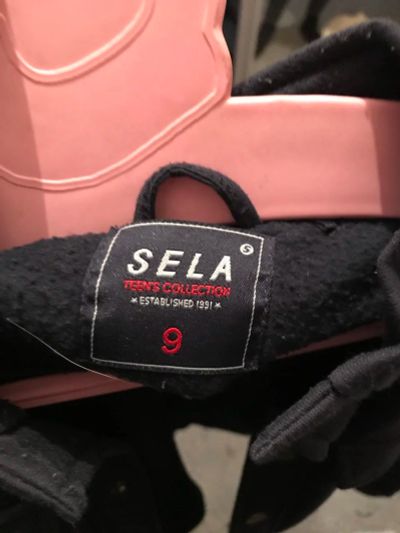 SELA
TEEN'S COLLECTION
★ ESTABLISHED 1991 ★
9